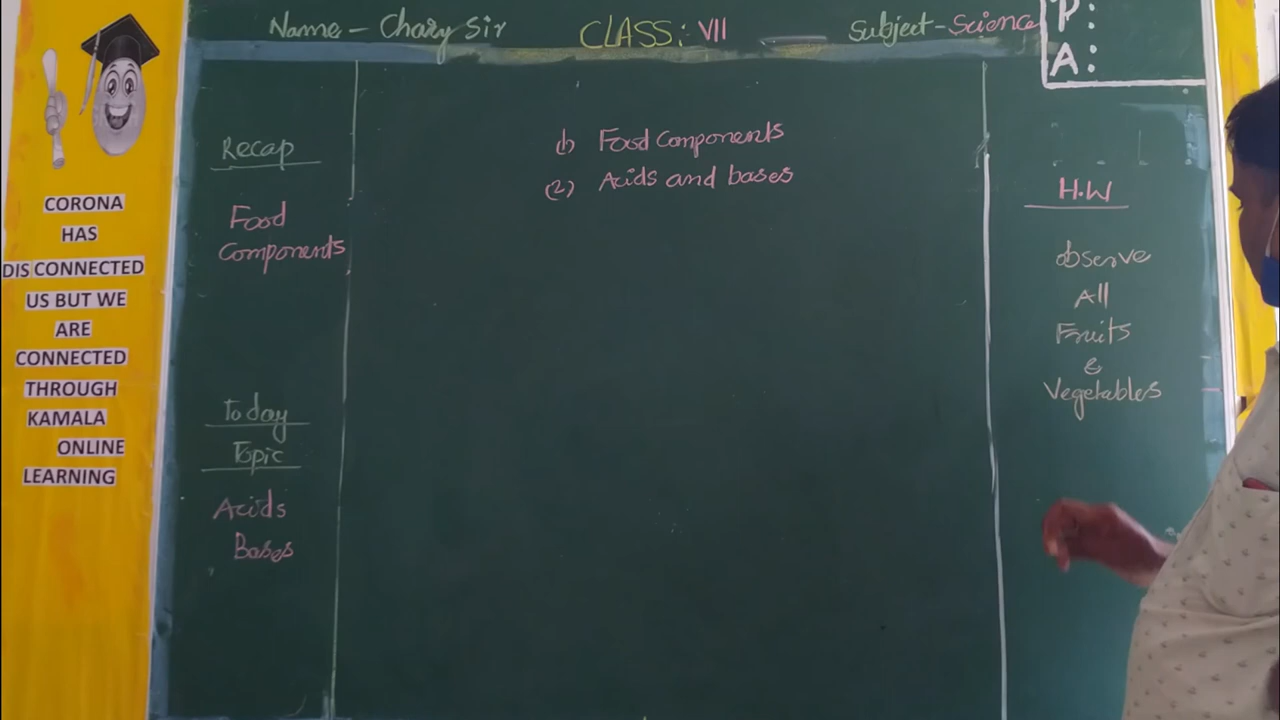 Name - Chary Sir
CLASS: VII
Subject - Science
P:
A:
CORONA
HAS
DIS CONNECTED
US BUT WE
ARE
CONNECTED
THROUGH
KAMALA
ONLINE
LEARNING
Recap
Food
Components
Today
Topic
Acids
Bases
1) Food Components
(2) Acids and bases
H.W
observe
All
Fruits
&
Vegetables